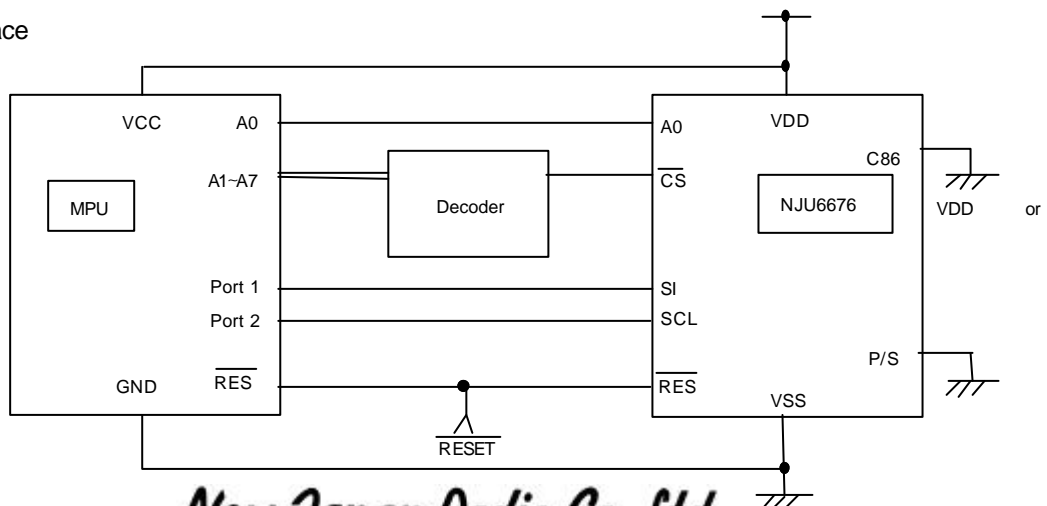 ace
VCC A0 A0 VDD
C86
A1~A7 CS
MPU Decoder NJU6676 VDD or
Port 1 SI
Port 2 SCL
P/S
GND RES RES
VSS
RESET